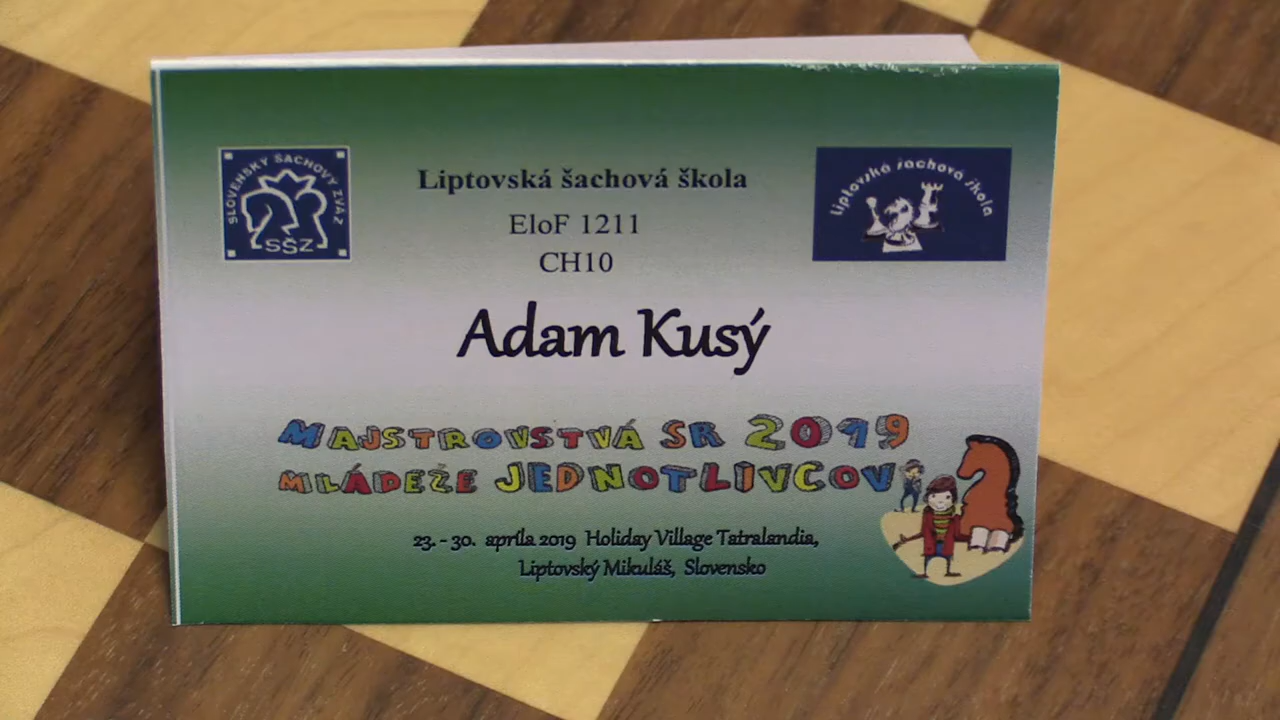 SLOVENSKÝ ŠACHOVÝ ZVÄZ
SŠZ
Liptovská šachová škola
EloF 1211
CH10
liptovská šachová škola
Adam Kusý
MAJSTROVSTVÁ SR 2019
MLÁDEŽE JEDNOTLIVCOV
23. - 30. apríla 2019 Holiday Village Tatralandia,
Liptovský Mikuláš, Slovensko